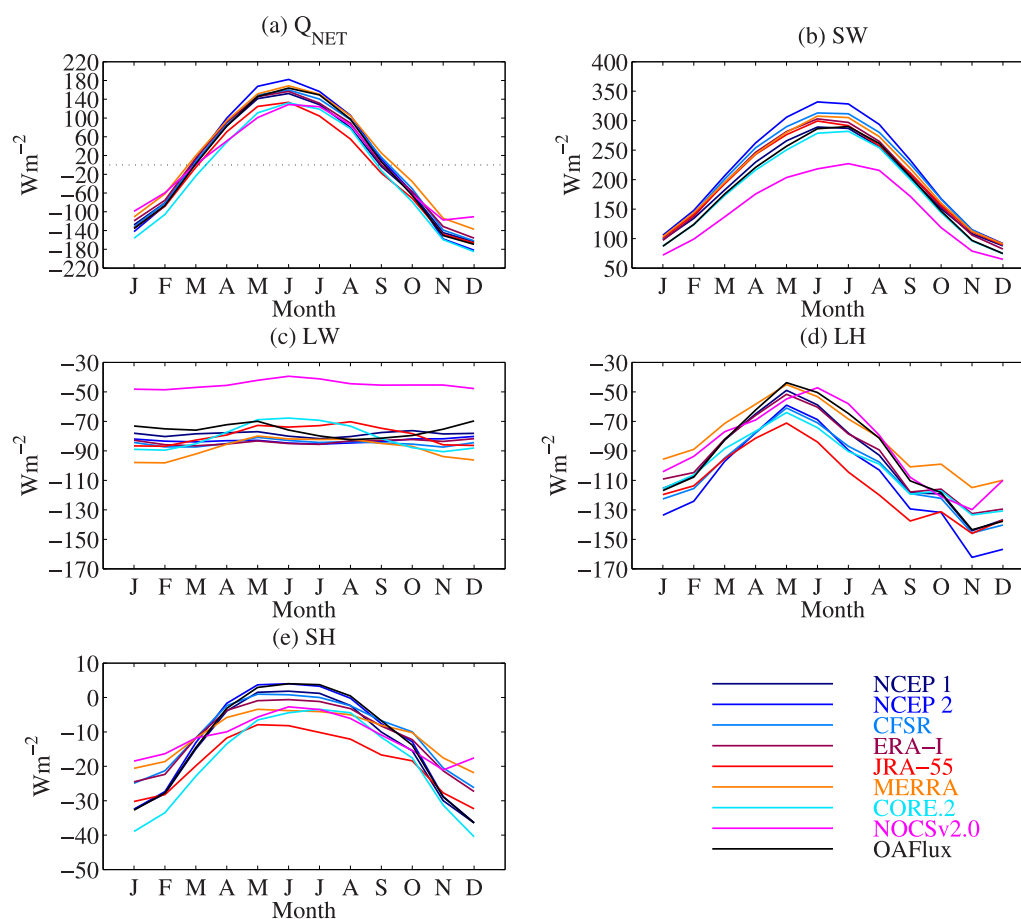 (a) Q_NET
220
180
140
100
60
20
−20
−60
−100
−140
−180
−220
Wm−2
J F M A M J J A S O N D
Month
(b) SW
400
350
300
250
200
150
100
50
Wm−2
J F M A M J J A S O N D
Month
(c) LW
−30
−50
−70
−90
−110
−130
−150
−170
Wm−2
J F M A M J J A S O N D
Month
(d) LH
−30
−50
−70
−90
−110
−130
−150
−170
Wm−2
J F M A M J J A S O N D
Month
(e) SH
10
0
−10
−20
−30
−40
−50
Wm−2
J F M A M J J A S O N D
Month
NCEP 1
NCEP 2
CFSR
ERA−I
JRA−55
MERRA
CORE.2
NOCSv2.0
OAFlux